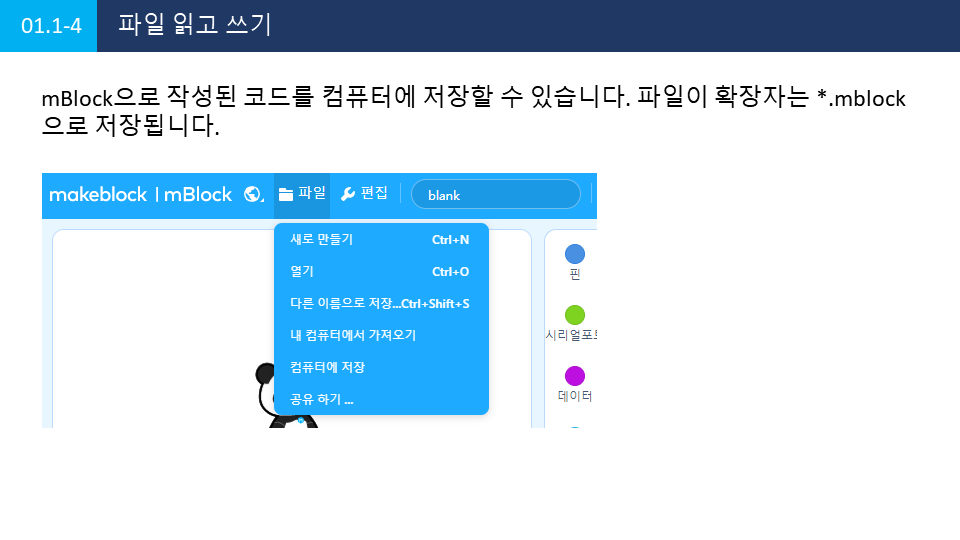 01.1-4 파일 읽고 쓰기
mBlock으로 작성된 코드를 컴퓨터에 저장할 수 있습니다. 파일이 확장자는 *.mblock
으로 저장됩니다.
makeblock | mBlock 파일 편집 blank
새로 만들기 Ctrl+N
열기 Ctrl+O
다른 이름으로 저장...Ctrl+Shift+S
내 컴퓨터에서 가져오기
컴퓨터에 저장
공유 하기 ...
핀
시리얼포트
데이터